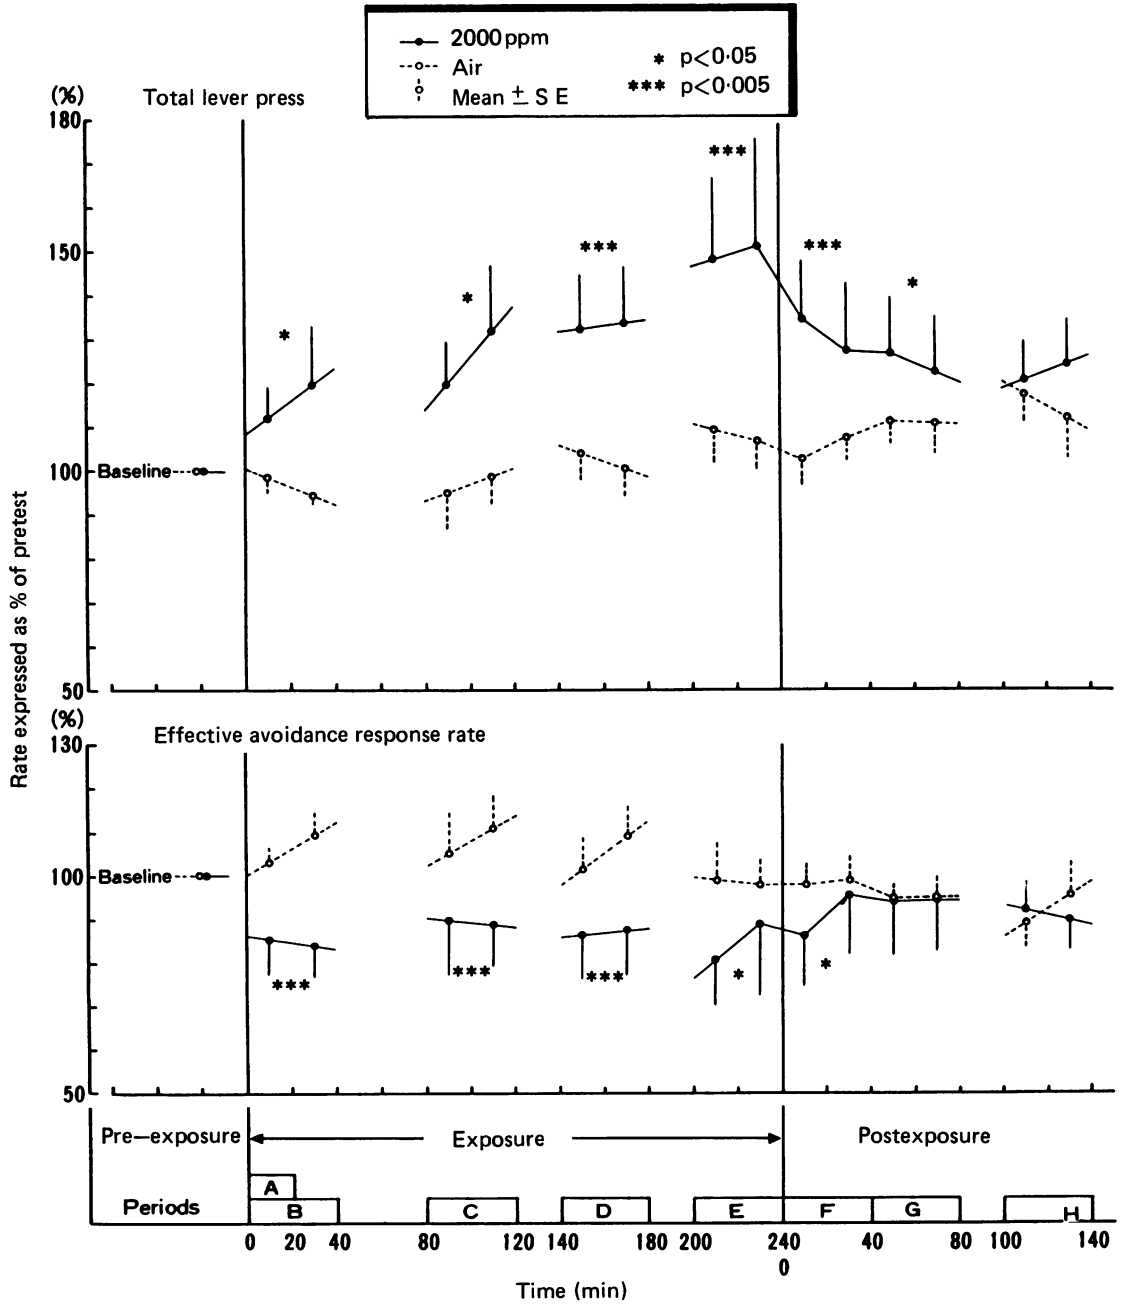 2000ppm
Air
Mean ± S E
* p<0·05
*** p<0·005
(%)
Total lever press
180
***
150
***
***
*
*
*
100
Baseline
50
Rate expressed as % of pretest
(%)
Effective avoidance response rate
130
100
Baseline
***
***
***
*
*
50
Pre-exposure
Exposure
Postexposure
Periods
A
B
C
D
E
F
G
H
0 20 40 80 120 140 180 200 240 40 80 100 140
0
Time (min)